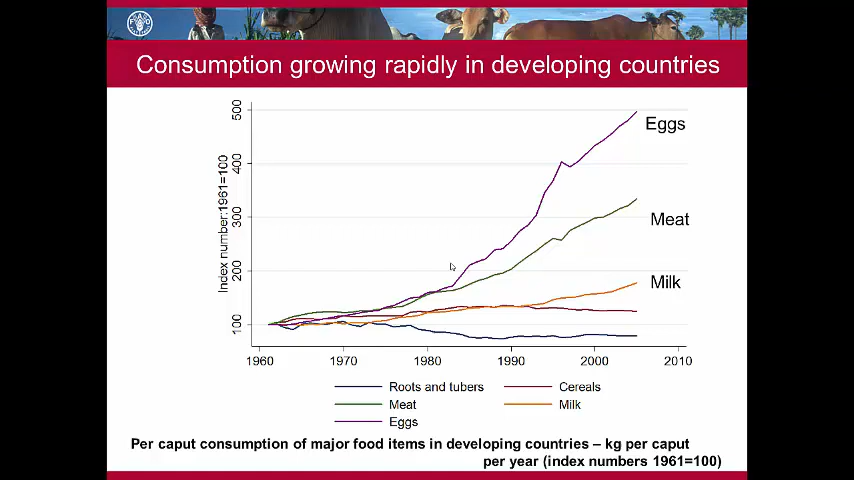 FAO
Consumption growing rapidly in developing countries
500
400
300
200
100
Index number:1961=100
Eggs
Meat
Milk
1960 1970 1980 1990 2000 2010
Roots and tubers Cereals
Meat Milk
Eggs
Per caput consumption of major food items in developing countries – kg per caput
per year (index numbers 1961=100)